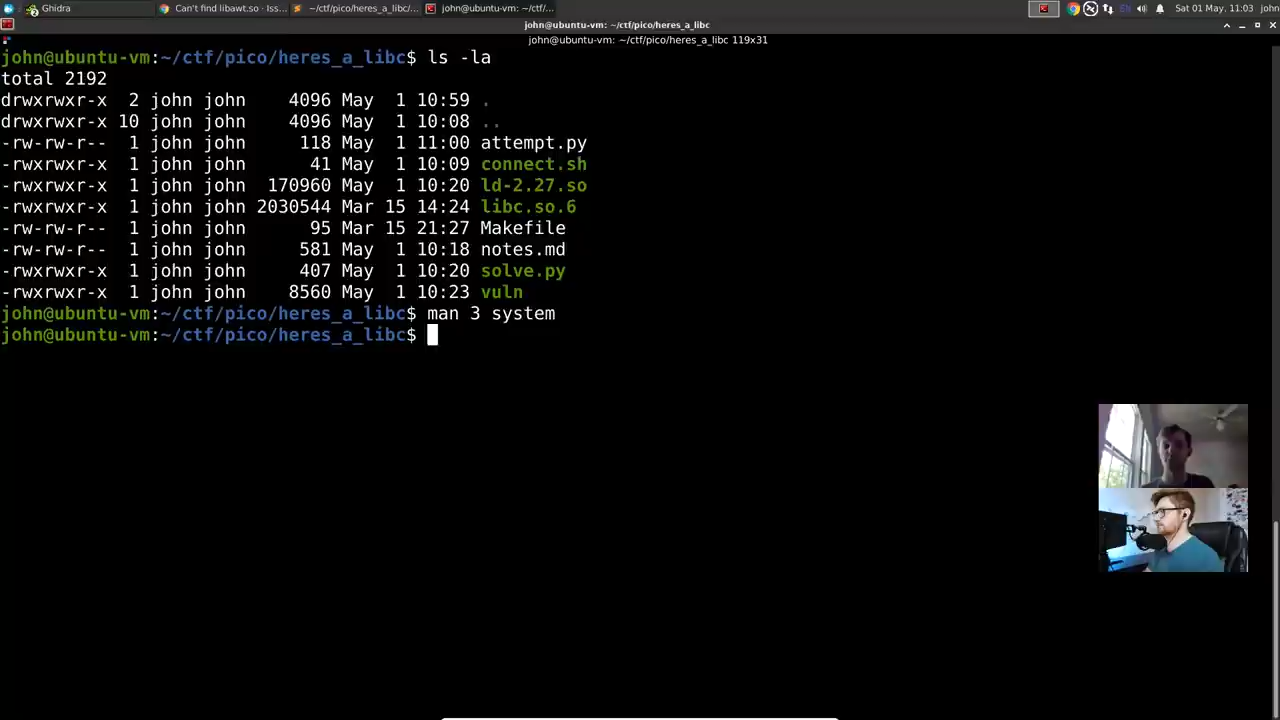 Ghidra
Can't find libawt.so · Iss...
~/ctf/pico/heres_a_libc/...
john@ubuntu-vm: ~/ctf/...
Sat 01 May, 11:03
john
john@ubuntu-vm: ~/ctf/pico/heres_a_libc
john@ubuntu-vm: ~/ctf/pico/heres_a_libc 119x31
john@ubuntu-vm:~/ctf/pico/heres_a_libc$ ls -la
total 2192
drwxrwxr-x 2 john john 4096 May 1 10:59 .
drwxrwxr-x 10 john john 4096 May 1 10:08 ..
-rw-rw-r-- 1 john john 118 May 1 11:00 attempt.py
-rwxrwxr-x 1 john john 41 May 1 10:09 connect.sh
-rwxrwxr-x 1 john john 170960 May 1 10:20 ld-2.27.so
-rwxrwxr-x 1 john john 2030544 Mar 15 14:24 libc.so.6
-rw-rw-r-- 1 john john 95 Mar 15 21:27 Makefile
-rw-rw-r-- 1 john john 581 May 1 10:18 notes.md
-rwxrwxr-x 1 john john 407 May 1 10:20 solve.py
-rwxrwxr-x 1 john john 8560 May 1 10:23 vuln
john@ubuntu-vm:~/ctf/pico/heres_a_libc$ man 3 system
john@ubuntu-vm:~/ctf/pico/heres_a_libc$